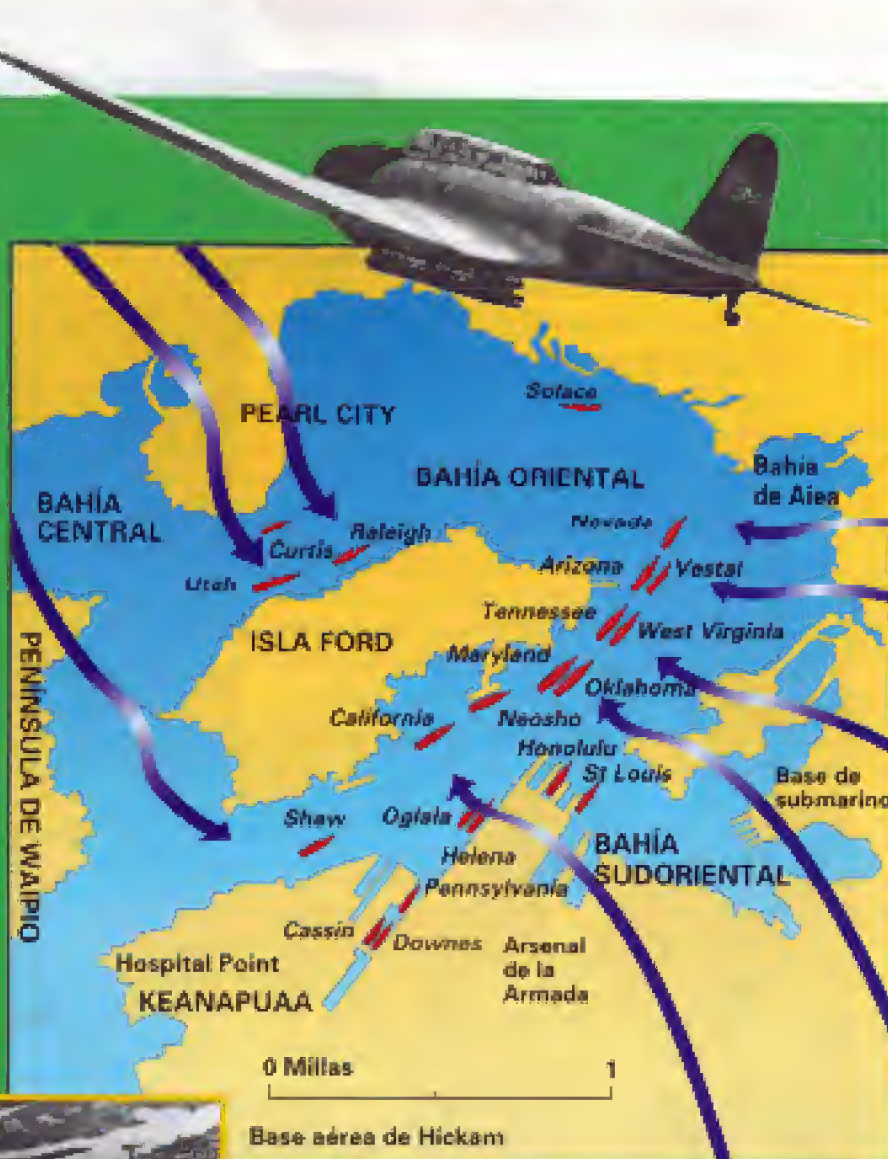 Solace
PEARL CITY
BAHÍA ORIENTAL
Bahía
de Aiea
BAHÍA
CENTRAL
Nevada
Raleigh
Curtis
Arizona
Vestal
Utah
Tennessee
West Virginia
ISLA FORD
Maryland
Oklahoma
PENÍNSULA DE WAIPIO
California
Neosho
Honolulu
St Louis
Base de
submarino
Shaw
Oglala
BAHÍA
SUDORIENTAL
Helena
Pennsylvania
Cassin
Downes
Arsenal
de la
Armada
Hospital Point
KEANAPUAA
0 Millas 1
Base aérea de Hickam